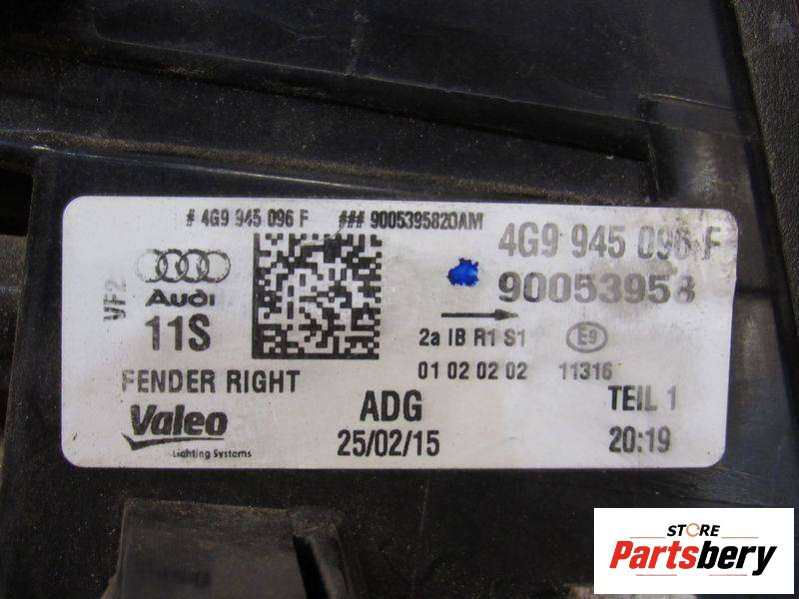 # 4G9 945 096 F ### 9005395820AM
4G9 945 096 F
90053958
VF2
Audi
11S
2a IB R1 S1 E9
01 02 02 02 11316
FENDER RIGHT
ADG
TEIL 1
Valeo
Lighting Systems
25/02/15
20:19
STORE
Partsbery